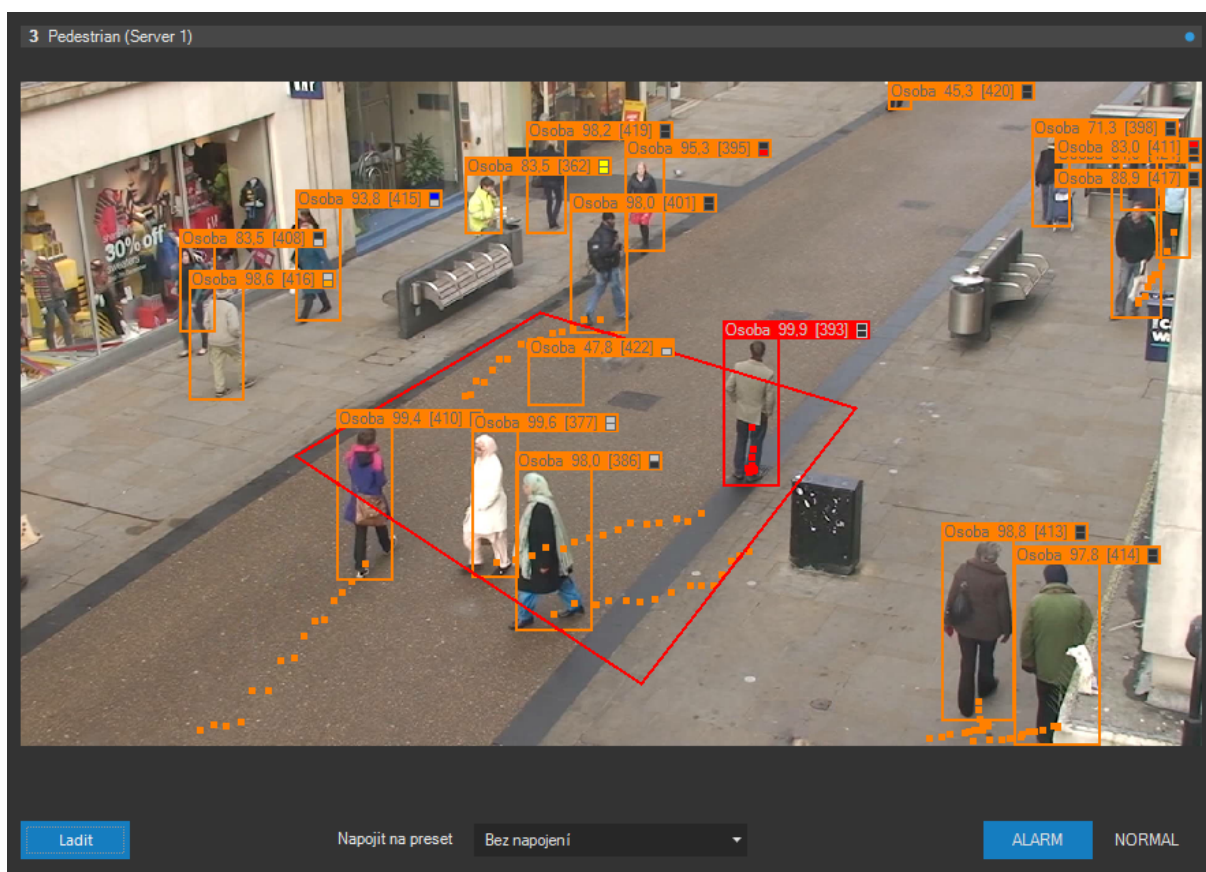 3 Pedestrian (Server 1)
Osoba 45,3 [420]
Osoba 98,2 [419]
Osoba 71,3 [398]
Osoba 95,3 [395]
Osoba 83,0 [411]
Osoba 83,5 [362]
Osoba 88,9 [417]
Osoba 93,8 [415]
Osoba 98,0 [401]
Osoba 83,5 [408]
30% off
sweaters
Osoba 98,6 [416]
Osoba 99,9 [393]
Osoba 47,8 [422]
Osoba 99,4 [410]
Osoba 99,6 [377]
Osoba 98,0 [386]
Osoba 98,8 [413]
Osoba 97,8 [414]
Ladit
Napojit na preset
Bez napojení
ALARM
NORMAL